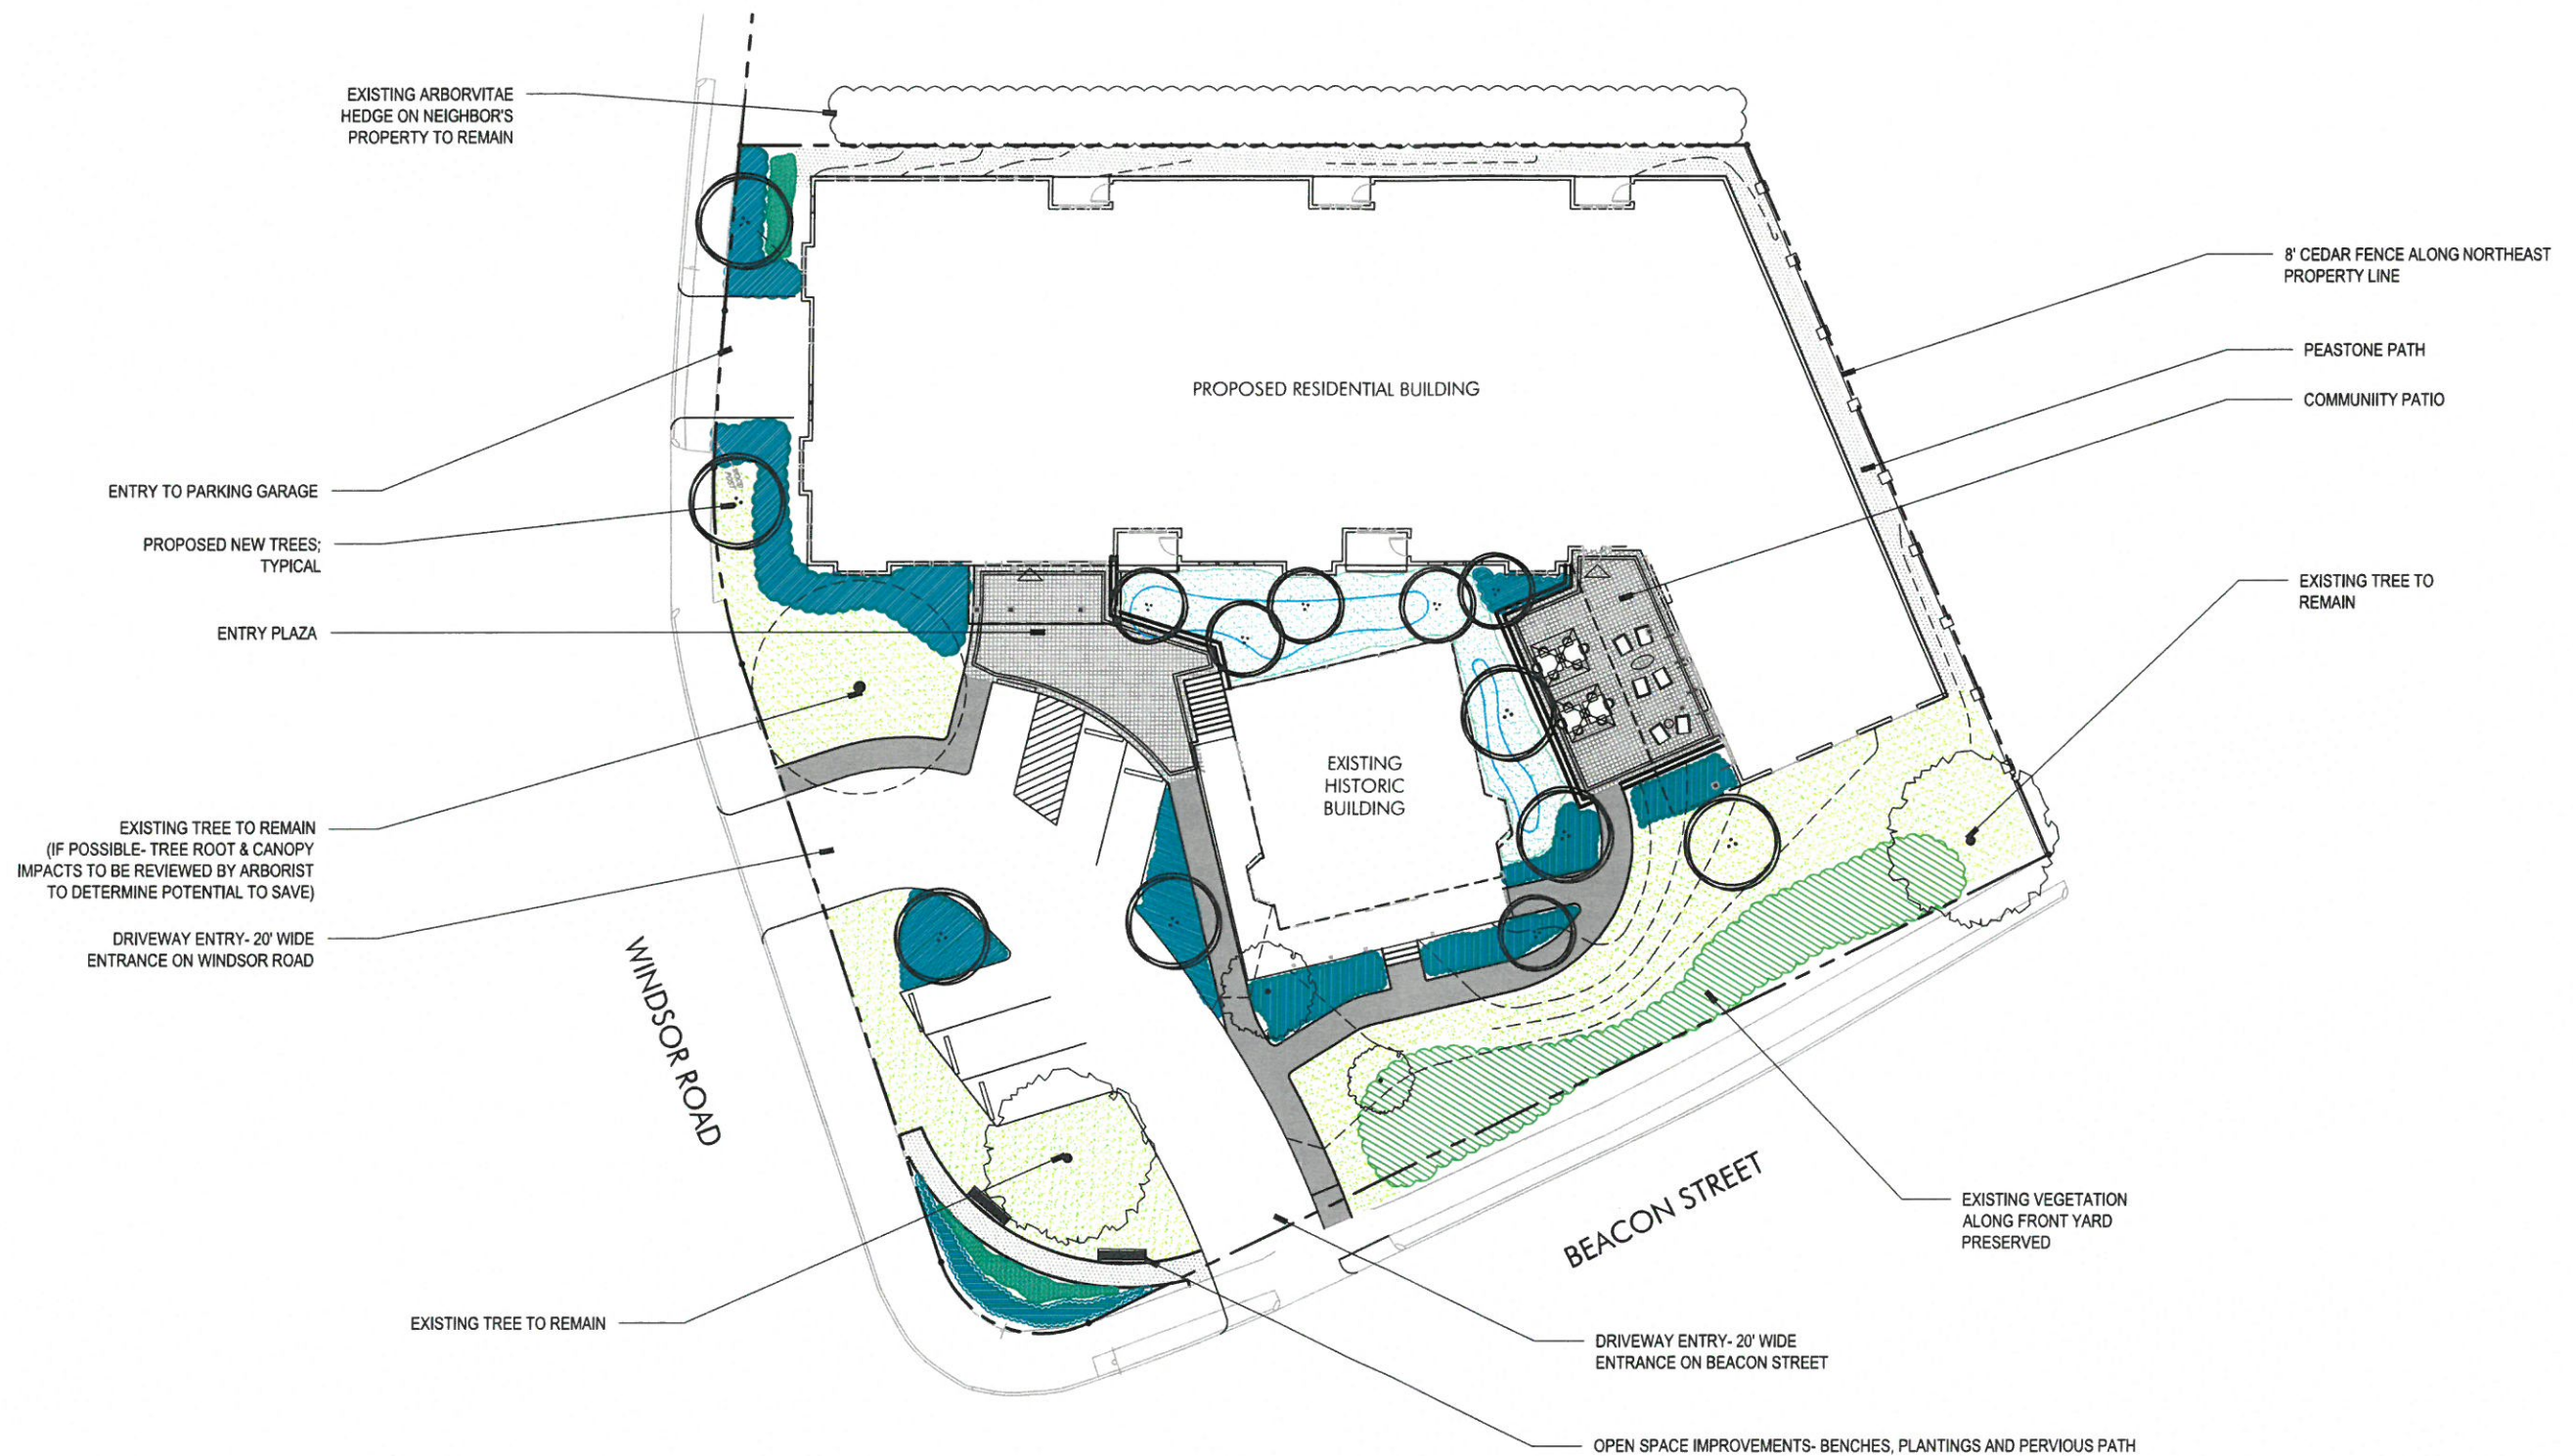 EXISTING ARBORVITAE
HEDGE ON NEIGHBOR'S
PROPERTY TO REMAIN
8' CEDAR FENCE ALONG NORTHEAST
PROPERTY LINE
PEASTONE PATH
PROPOSED RESIDENTIAL BUILDING
COMMUNIITY PATIO
ENTRY TO PARKING GARAGE
PROPOSED NEW TREES;
TYPICAL
EXISTING TREE TO
REMAIN
ENTRY PLAZA
EXISTING
HISTORIC
BUILDING
EXISTING TREE TO REMAIN
(IF POSSIBLE- TREE ROOT & CANOPY
IMPACTS TO BE REVIEWED BY ARBORIST
TO DETERMINE POTENTIAL TO SAVE)
DRIVEWAY ENTRY- 20' WIDE
ENTRANCE ON WINDSOR ROAD
WINDSOR ROAD
BEACON STREET
EXISTING VEGETATION
ALONG FRONT YARD
PRESERVED
EXISTING TREE TO REMAIN
DRIVEWAY ENTRY- 20' WIDE
ENTRANCE ON BEACON STREET
OPEN SPACE IMPROVEMENTS- BENCHES, PLANTINGS AND PERVIOUS PATH